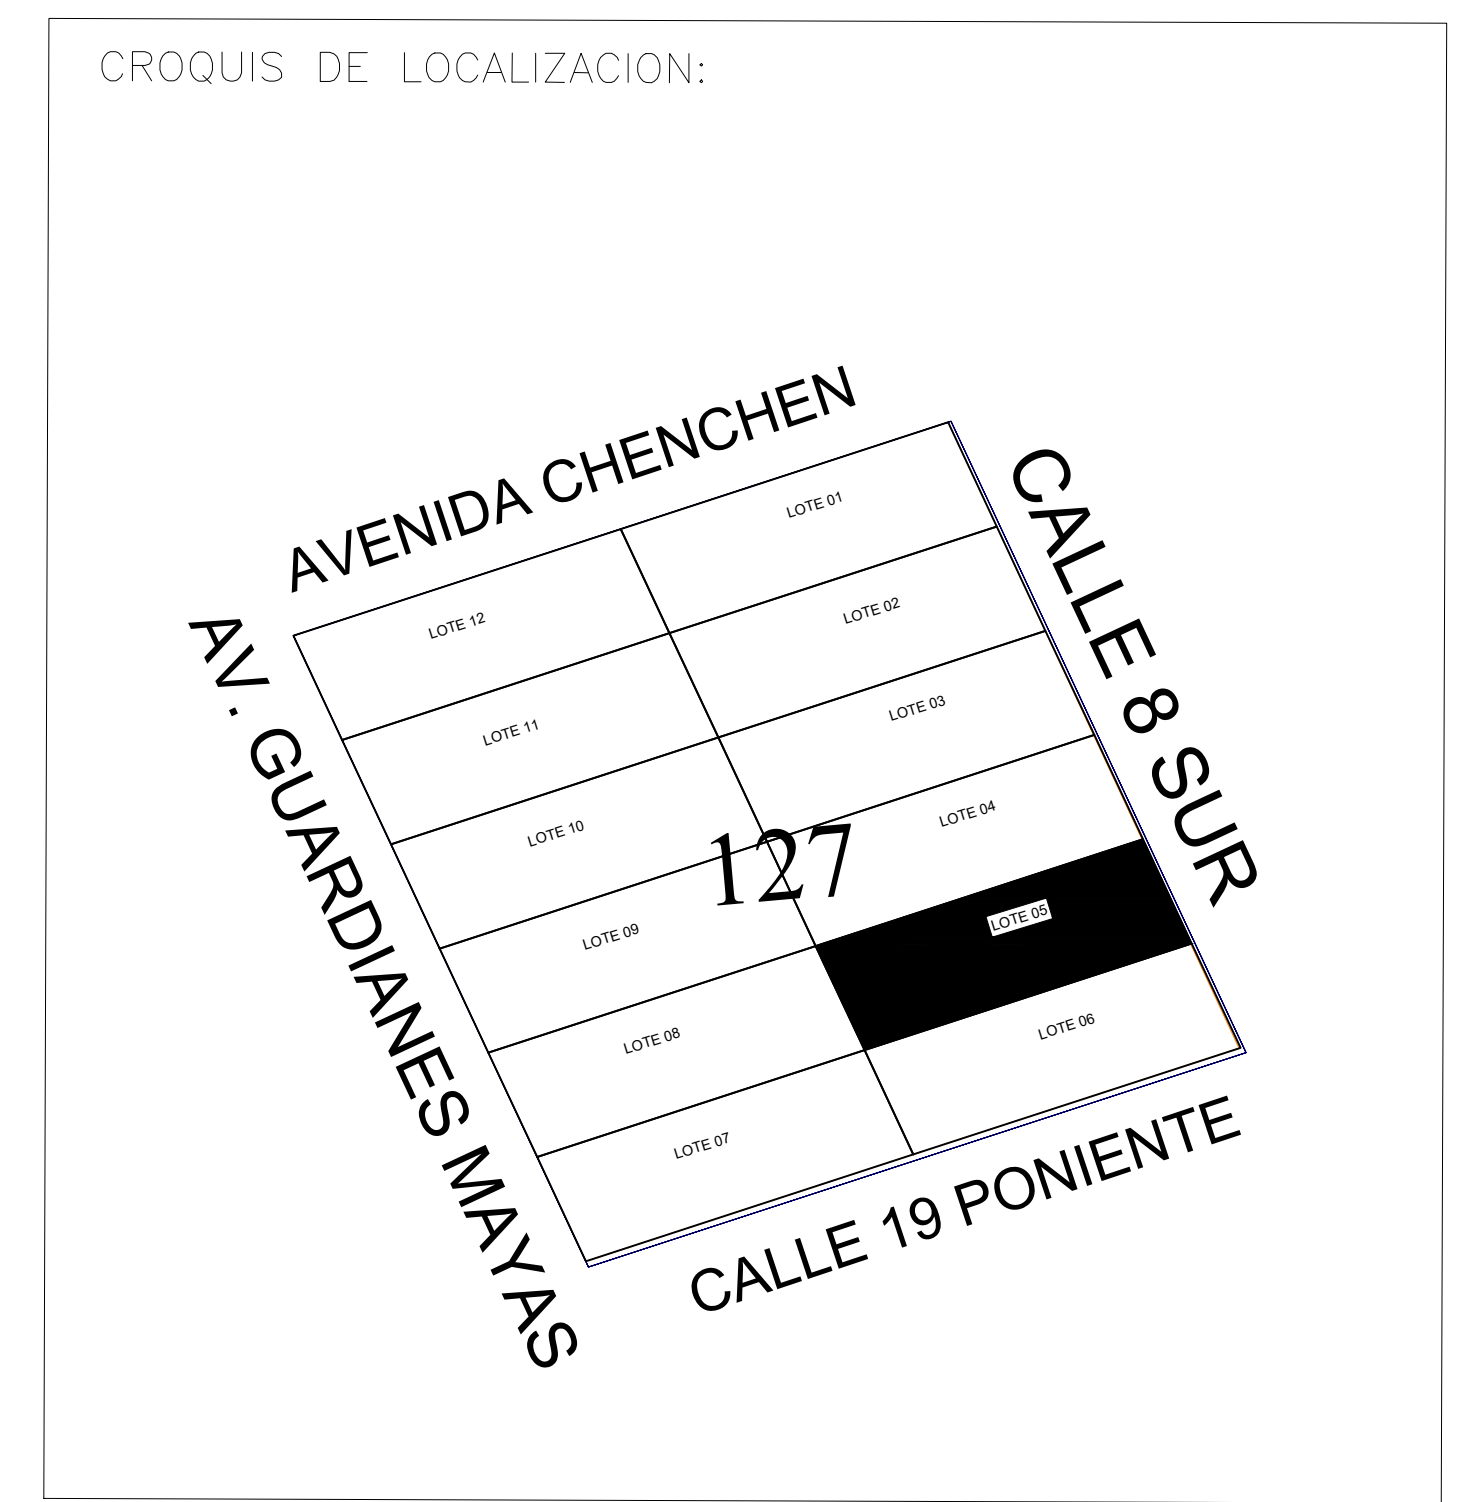 CROQUIS DE LOCALIZACION:
AVENIDA CHENCHEN
CALLE 8 SUR
AV. GUARDIANES MAYAS
LOTE 01
LOTE 12
LOTE 02
LOTE 11
LOTE 03
LOTE 10
LOTE 04
127
LOTE 09
LOTE 05
LOTE 08
LOTE 06
LOTE 07
CALLE 19 PONIENTE